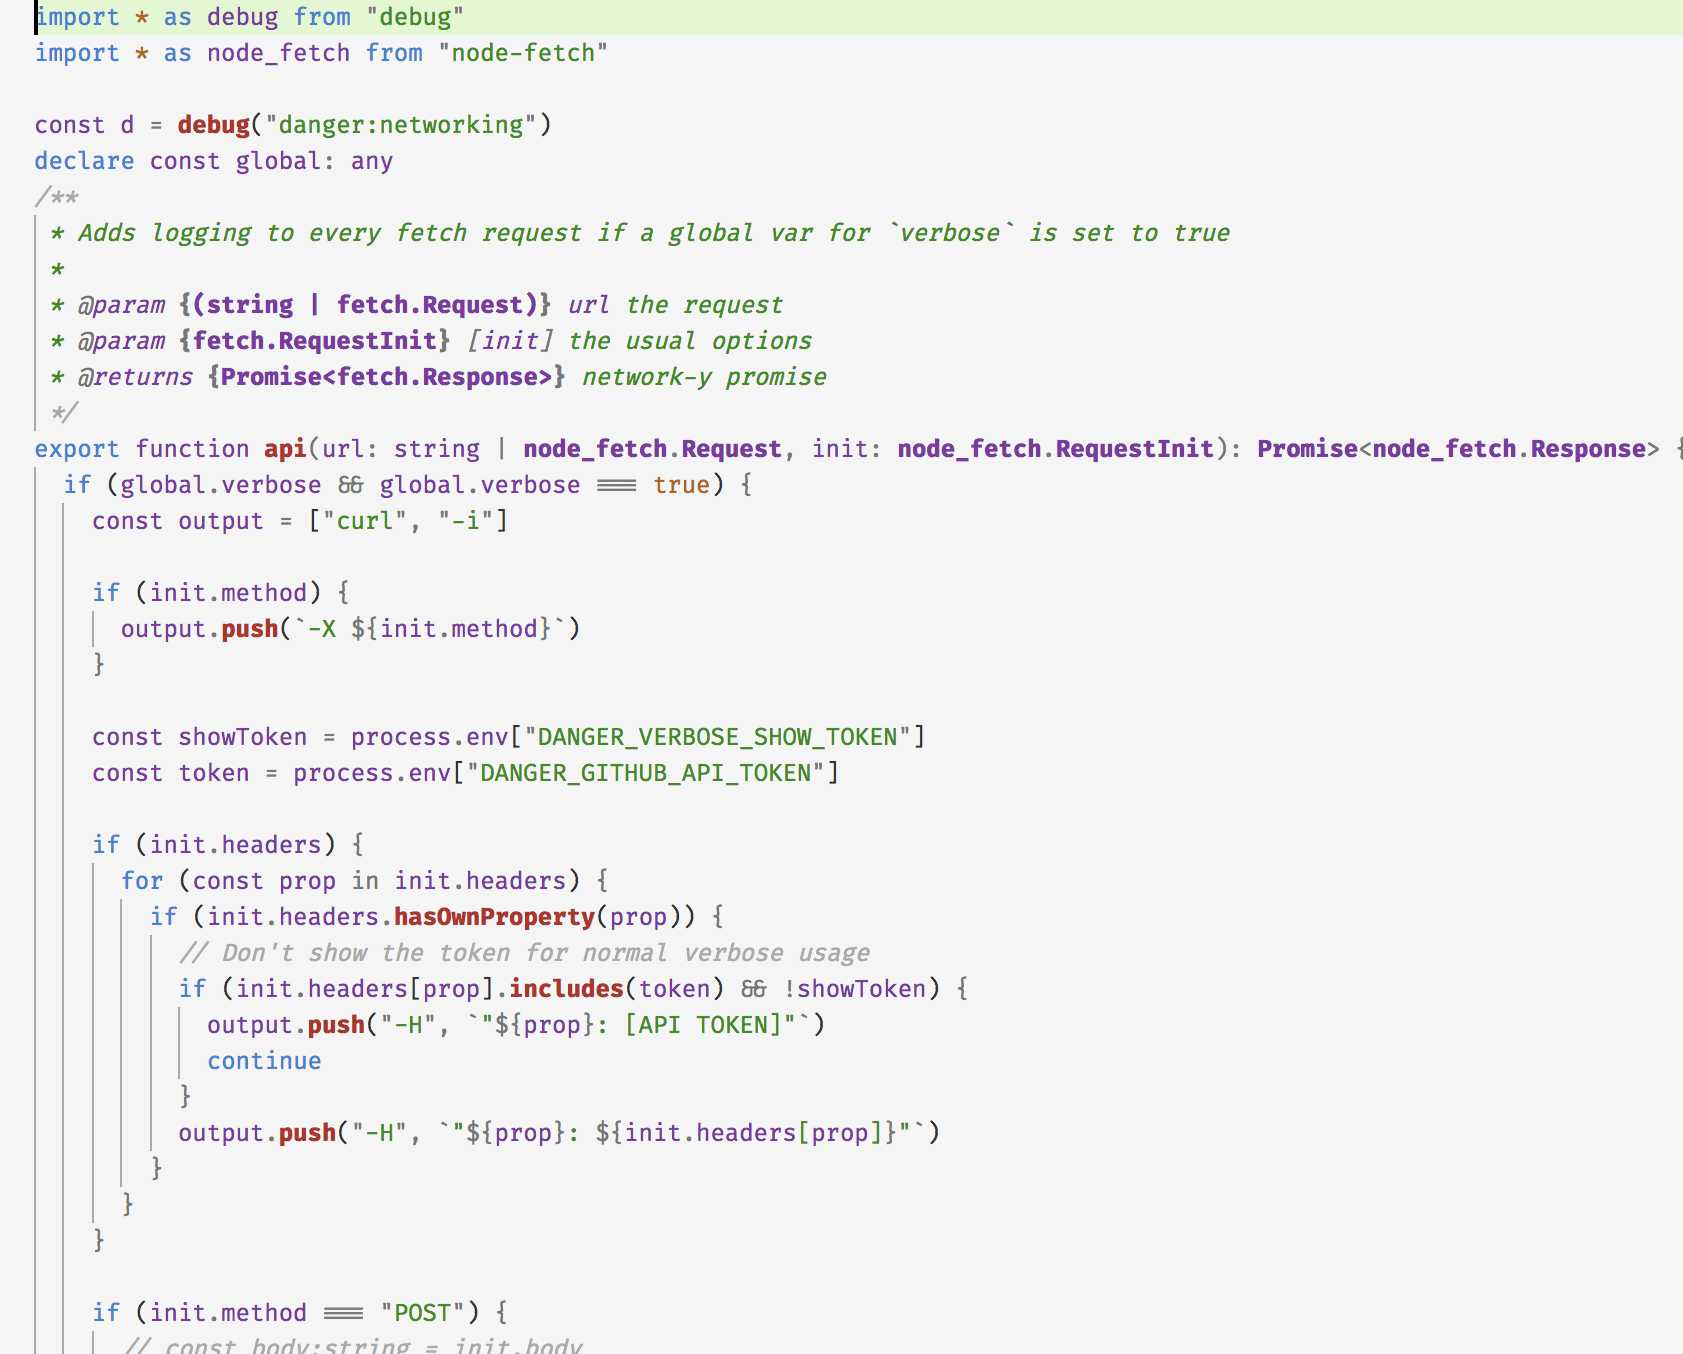 import * as debug from "debug"
import * as node_fetch from "node-fetch"
const d = debug("danger:networking")
declare const global: any
/**
 * Adds logging to every fetch request if a global var for `verbose` is set to true
 *
 * @param {(string | fetch.Request)} url the request
 * @param {fetch.RequestInit} [init] the usual options
 * @returns {Promise<fetch.Response>} network-y promise
 */
export function api(url: string | node_fetch.Request, init: node_fetch.RequestInit): Promise<node_fetch.Response> {
  if (global.verbose && global.verbose === true) {
    const output = ["curl", "-i"]
    if (init.method) {
      output.push(`-X ${init.method}`)
    }
    const showToken = process.env["DANGER_VERBOSE_SHOW_TOKEN"]
    const token = process.env["DANGER_GITHUB_API_TOKEN"]
    if (init.headers) {
      for (const prop in init.headers) {
        if (init.headers.hasOwnProperty(prop)) {
          // Don't show the token for normal verbose usage
          if (init.headers[prop].includes(token) && !showToken) {
            output.push("-H", `"${prop}: [API TOKEN]"`)
            continue
          }
          output.push("-H", `"${prop}: ${init.headers[prop]}"`)
        }
      }
    }
    if (init.method === "POST") {
      // const body:string = init.body